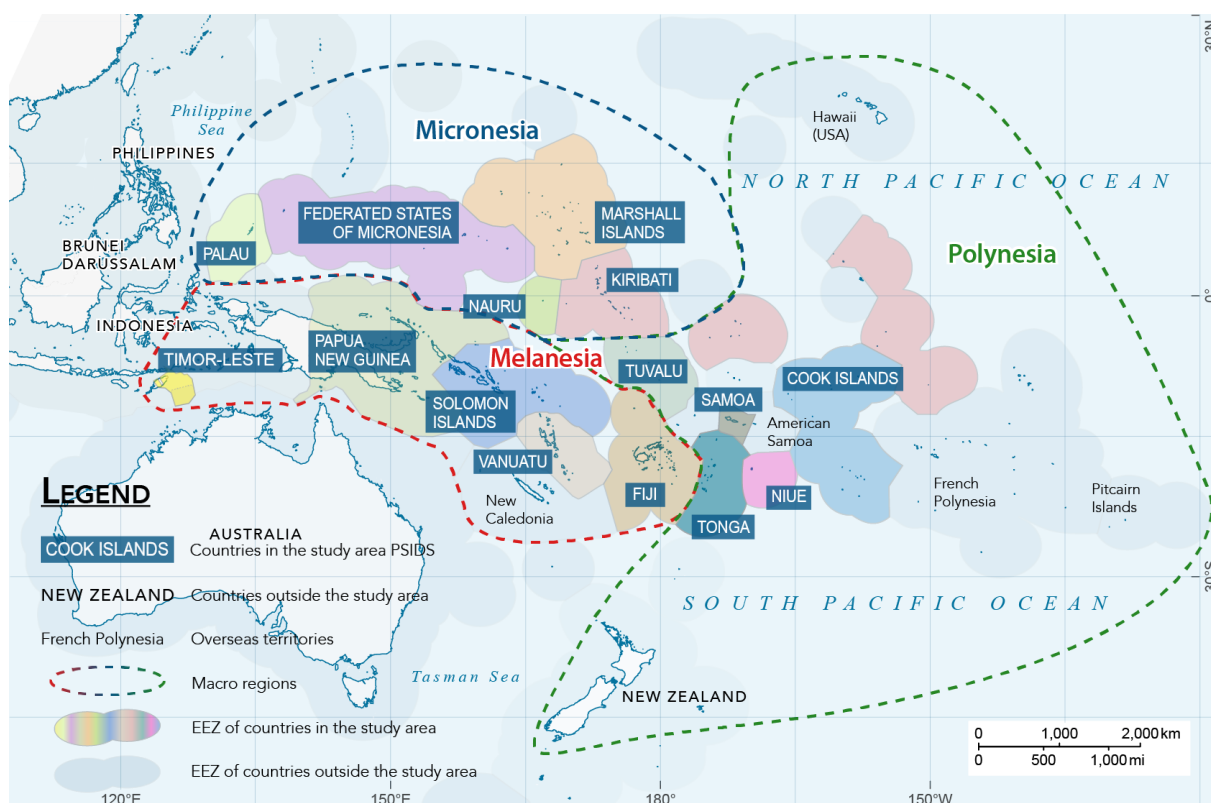 30°N
Philippine
Sea
Micronesia
Hawaii
(USA)
PHILIPPINES
NORTH PACIFIC OCEAN
FEDERATED STATES
OF MICRONESIA
MARSHALL
ISLANDS
PALAU
BRUNEI
DARUSSALAM
Polynesia
KIRIBATI
NAURU
0°
INDONESIA
PAPUA
NEW GUINEA
TIMOR-LESTE
Melanesia
TUVALU
COOK ISLANDS
SOLOMON
ISLANDS
SAMOA
American
Samoa
VANUATU
FIJI
NIUE
TONGA
New
Caledonia
French
Polynesia
Pitcairn
Islands
LEGEND
AUSTRALIA
COOK ISLANDS
Countries in the study area PSIDS
NEW ZEALAND
Countries outside the study area
French Polynesia
Overseas territories
Macro regions
EEZ of countries in the study area
EEZ of countries outside the study area
30°S
SOUTH PACIFIC OCEAN
Tasman Sea
NEW ZEALAND
0 1,000 2,000 km
0 500 1,000 mi
120°E
150°E
180°
150°W